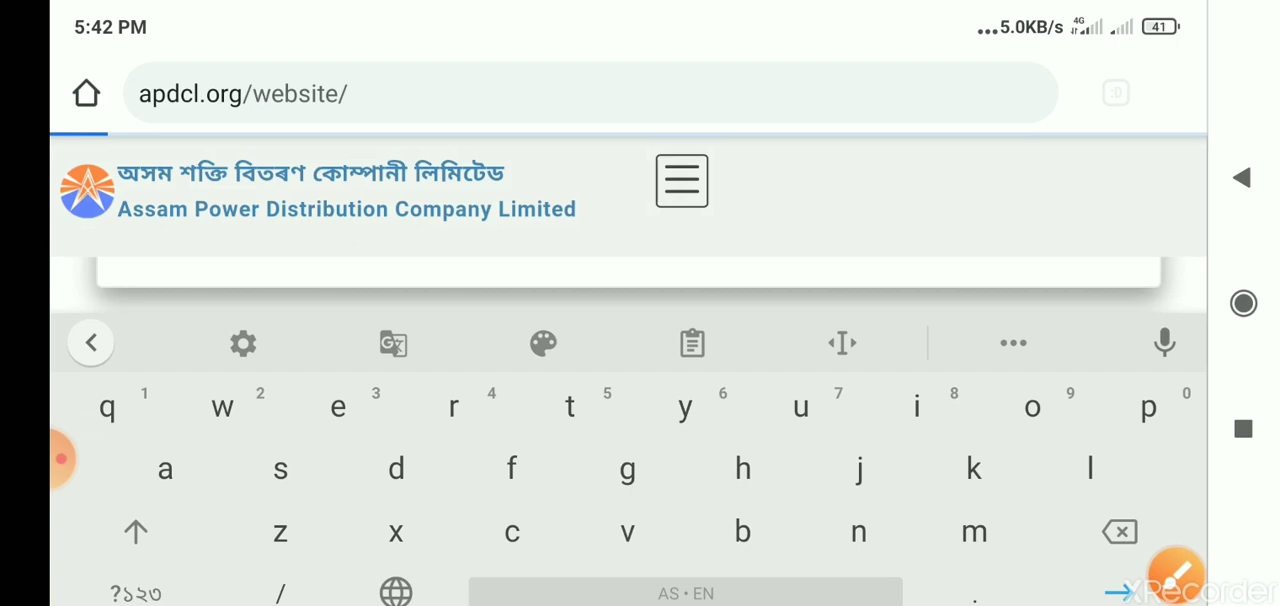 5:42 PM
...5.0KB/s 4G 41
apdcl.org/website/
:D
অসম শক্তি বিতৰণ কোম্পানী লিমিটেড
Assam Power Distribution Company Limited
1 2 3 4 5 6 7 8 9 0
q w e r t y u i o p
a s d f g h j k l
z x c v b n m
?১২৩ / AS • EN .
XRecorder